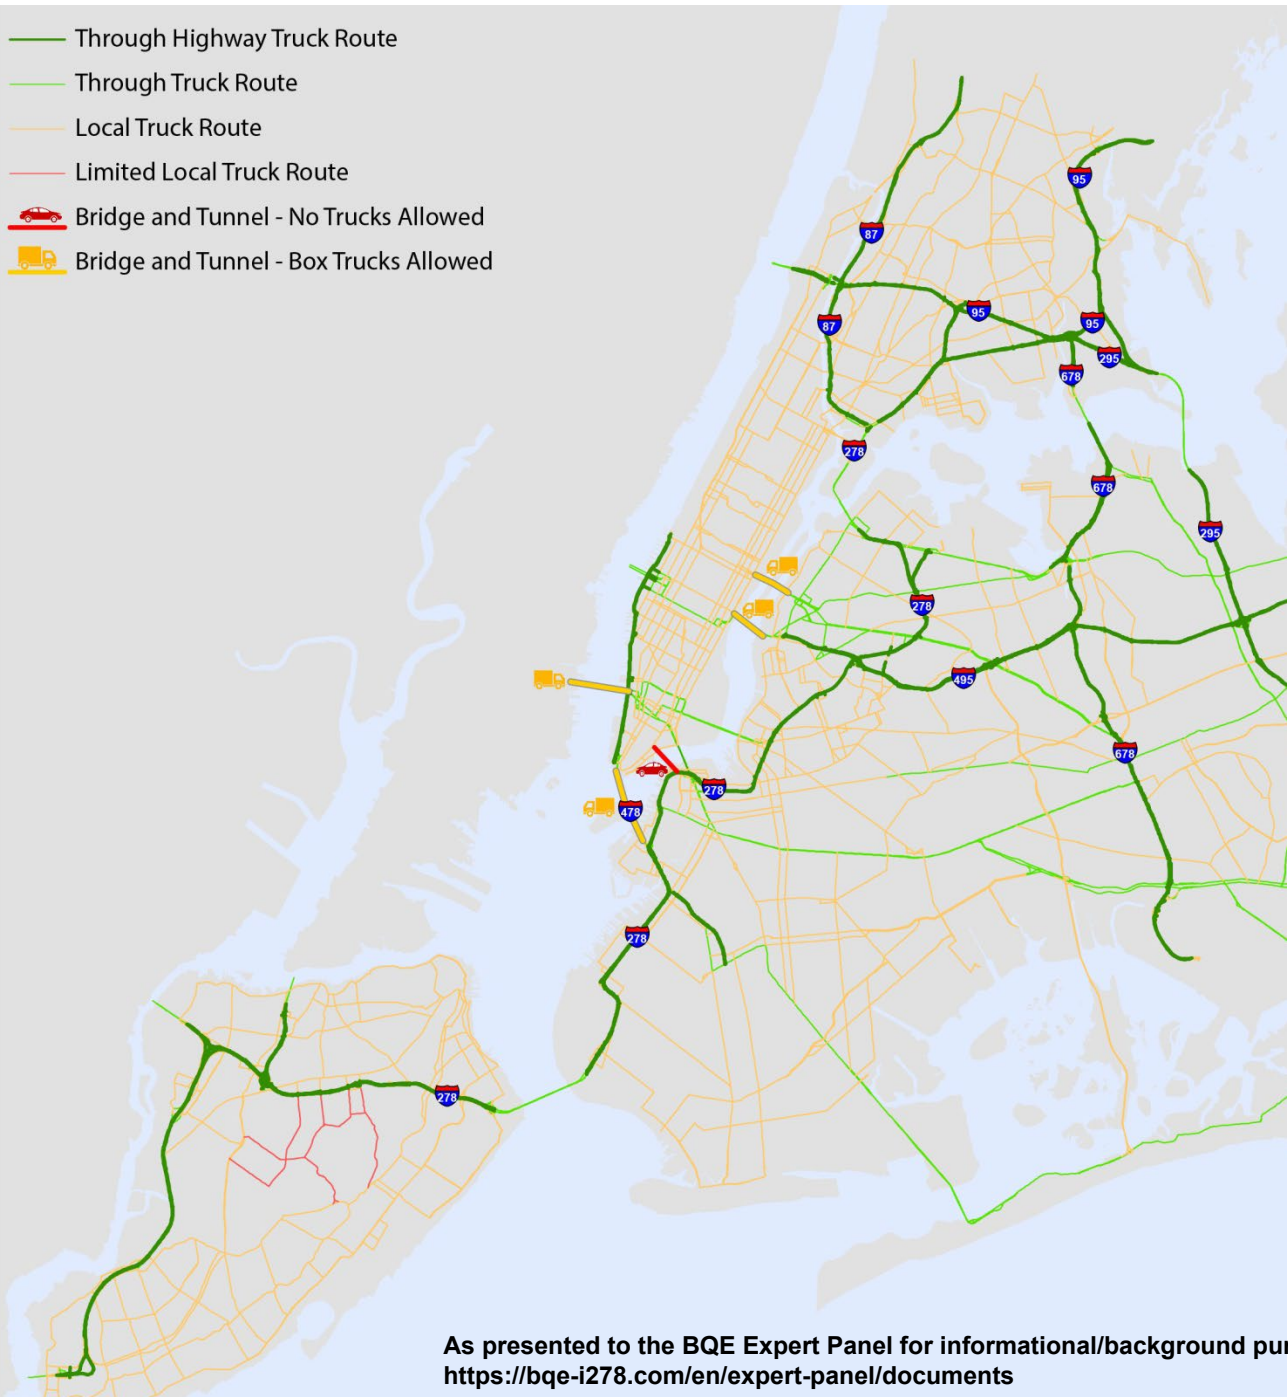 Through Highway Truck Route
Through Truck Route
Local Truck Route
Limited Local Truck Route
Bridge and Tunnel - No Trucks Allowed
Bridge and Tunnel - Box Trucks Allowed
95
87
95
87
95
295
678
278
678
295
278
495
678
278
478
278
278
As presented to the BQE Expert Panel for informational/background pu
https://bqe-i278.com/en/expert-panel/documents